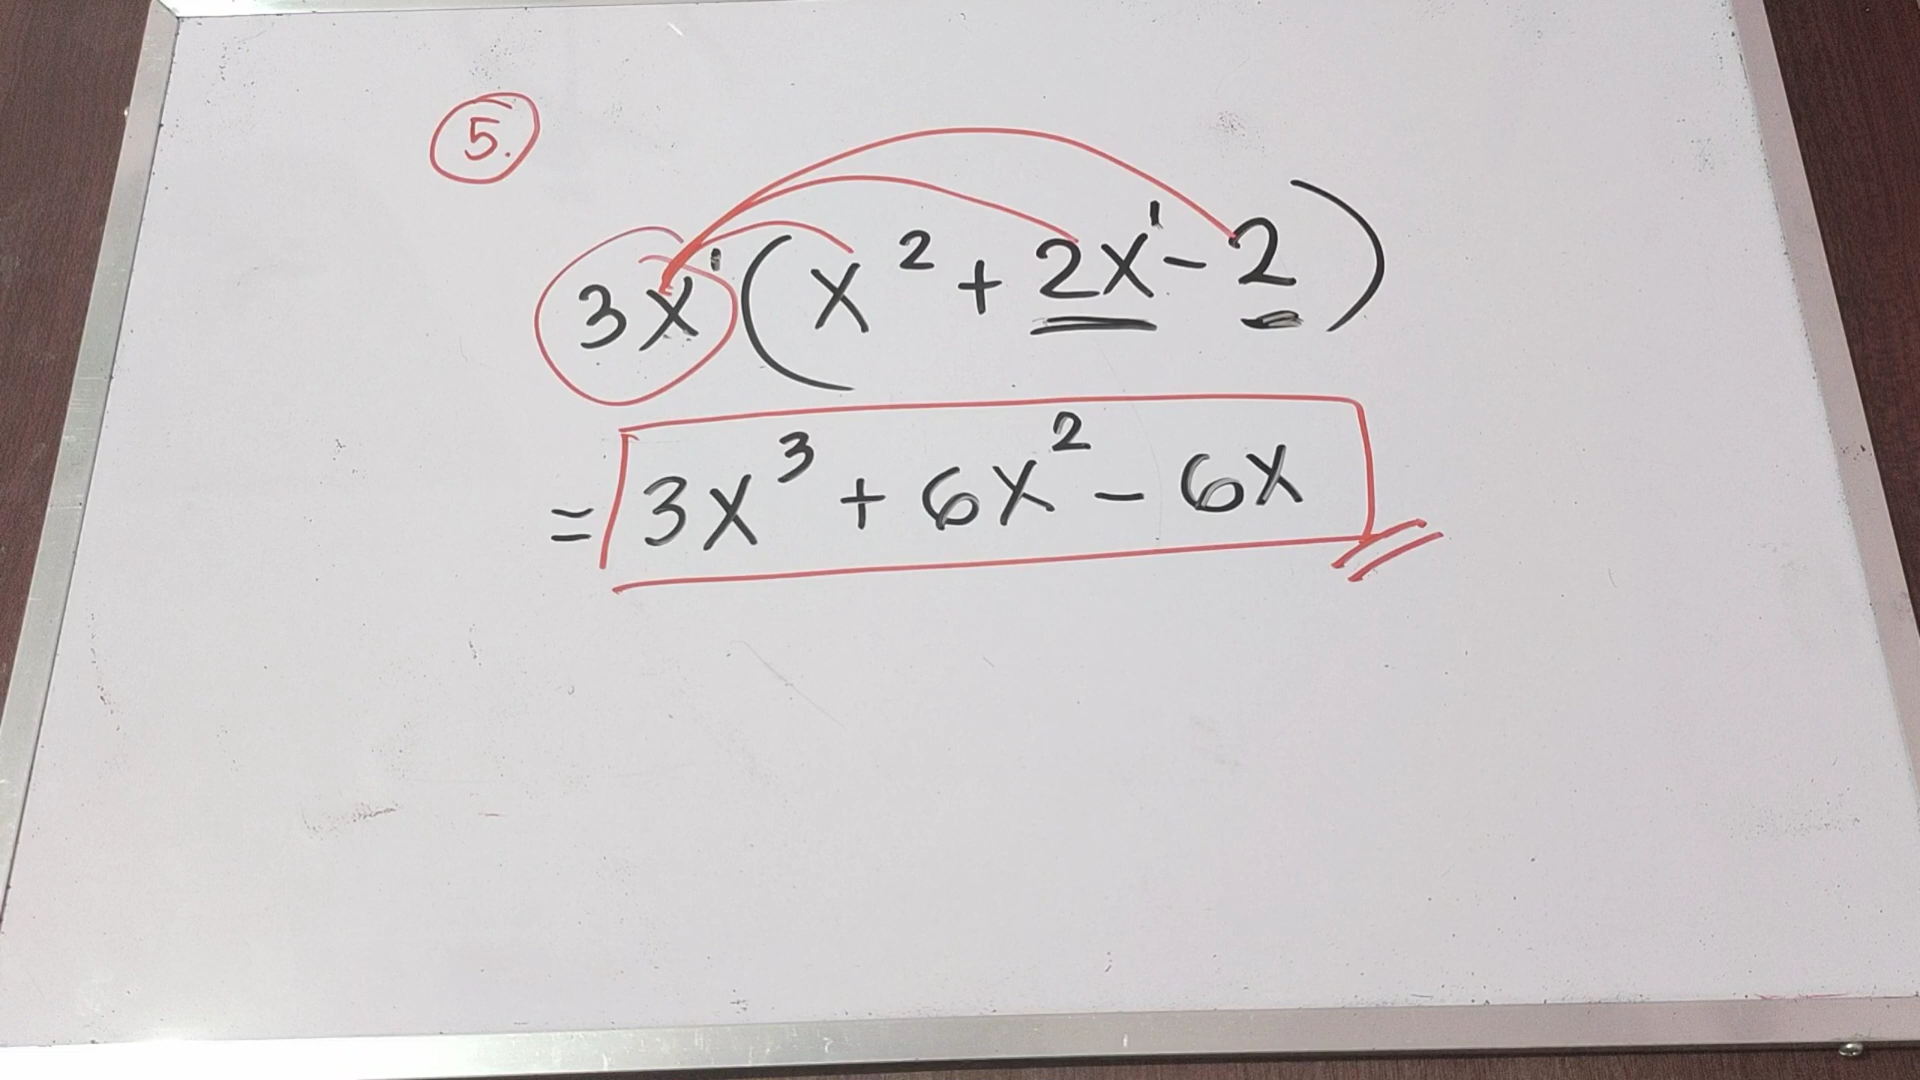 5.
3x¹(x² + 2x¹ - 2)
= 3x³ + 6x² - 6x